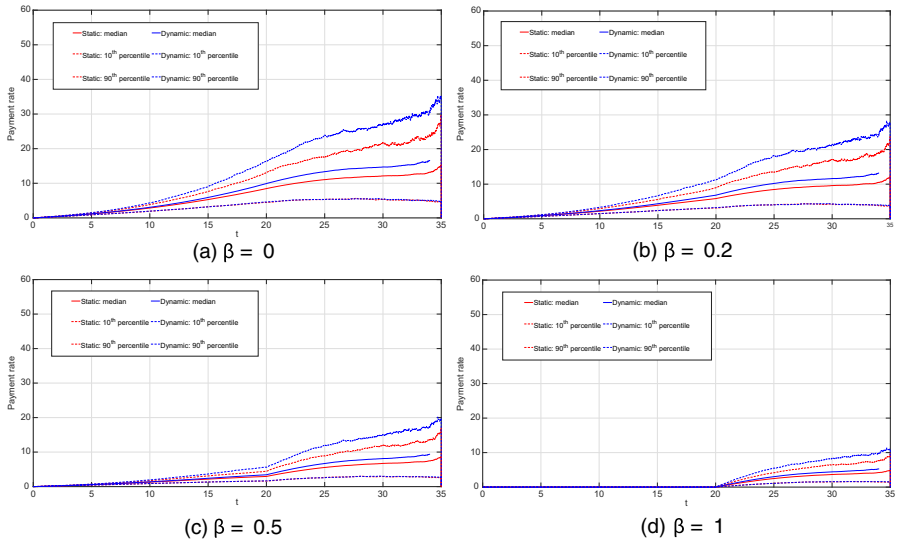 60
50
40
30
20
10
0
Payment rate
Static: median
Dynamic: median
Static: 10th percentile
Dynamic: 10th percentile
Static: 90th percentile
Dynamic: 90th percentile
0 5 10 15 20 25 30 35
t
(a) β = 0
60
50
40
30
20
10
0
Payment rate
Static: median
Dynamic: median
Static: 10th percentile
Dynamic: 10th percentile
Static: 90th percentile
Dynamic: 90th percentile
0 5 10 15 20 25 30 35
(b) β = 0.2
60
50
40
30
20
10
0
Payment rate
Static: median
Dynamic: median
Static: 10th percentile
Dynamic: 10th percentile
Static: 90th percentile
Dynamic: 90th percentile
0 5 10 15 20 25 30 35
t
(c) β = 0.5
60
50
40
30
20
10
0
Payment rate
Static: median
Dynamic: median
Static: 10th percentile
Dynamic: 10th percentile
Static: 90th percentile
Dynamic: 90th percentile
0 5 10 15 20 25 30 35
t
(d) β = 1